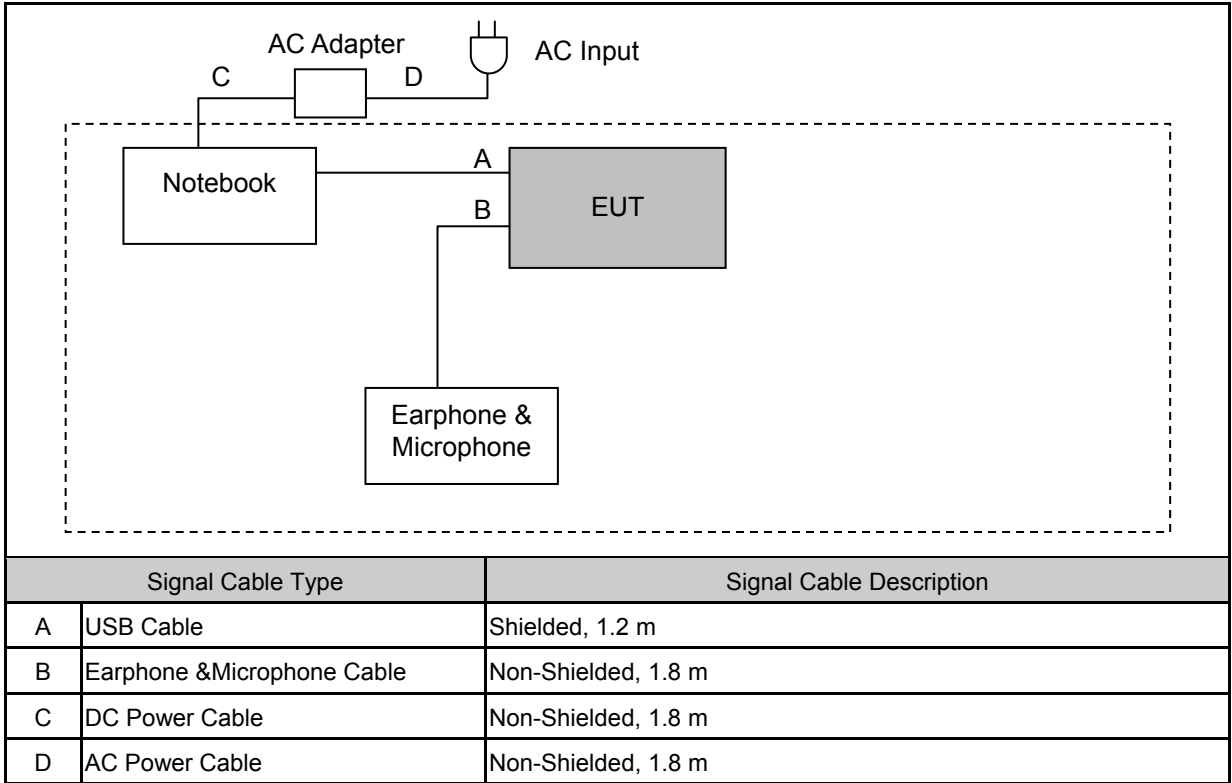 AC Adapter
AC Input
C
D
Notebook
A
B
EUT
Earphone &
Microphone
Signal Cable Type Signal Cable Description
A USB Cable Shielded, 1.2 m
B Earphone &Microphone Cable Non-Shielded, 1.8 m
C DC Power Cable Non-Shielded, 1.8 m
D AC Power Cable Non-Shielded, 1.8 m